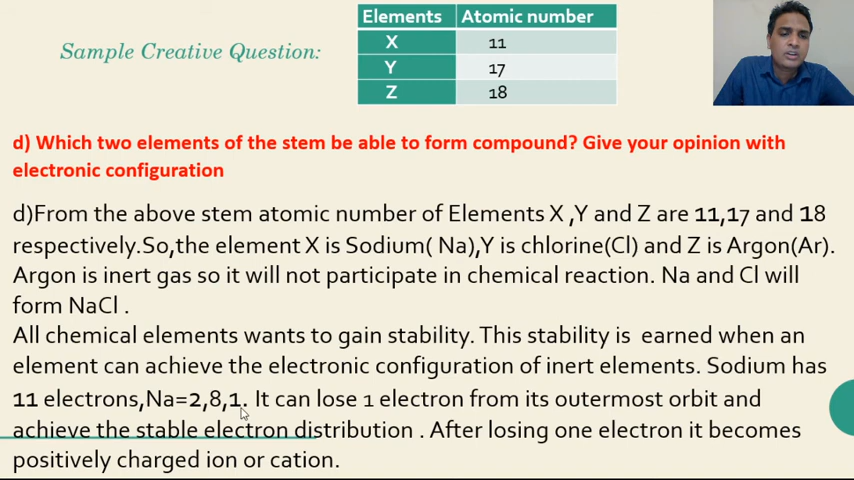 Sample Creative Question:
Elements Atomic number
X 11
Y 17
Z 18
d) Which two elements of the stem be able to form compound? Give your opinion with
electronic configuration
d)From the above stem atomic number of Elements X ,Y and Z are 11,17 and 18
respectively.So,the element X is Sodium( Na),Y is chlorine(Cl) and Z is Argon(Ar).
Argon is inert gas so it will not participate in chemical reaction. Na and Cl will
form NaCl .
All chemical elements wants to gain stability. This stability is earned when an
element can achieve the electronic configuration of inert elements. Sodium has
11 electrons,Na=2,8,1. It can lose 1 electron from its outermost orbit and
achieve the stable electron distribution . After losing one electron it becomes
positively charged ion or cation.